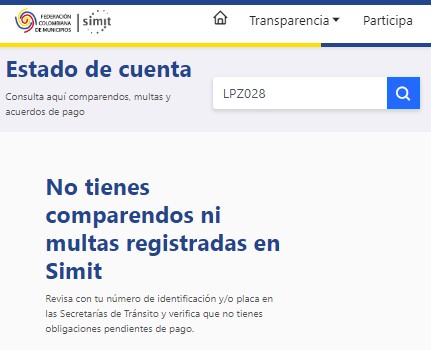 FEDERACIÓN
COLOMBIANA
DE MUNICIPIOS
simit
Transparencia
Participa
Estado de cuenta
Consulta aquí comparendos, multas y
acuerdos de pago
LPZ028
No tienes
comparendos ni
multas registradas en
Simit
Revisa con tu número de identificación y/o placa en
las Secretarías de Tránsito y verifica que no tienes
obligaciones pendientes de pago.